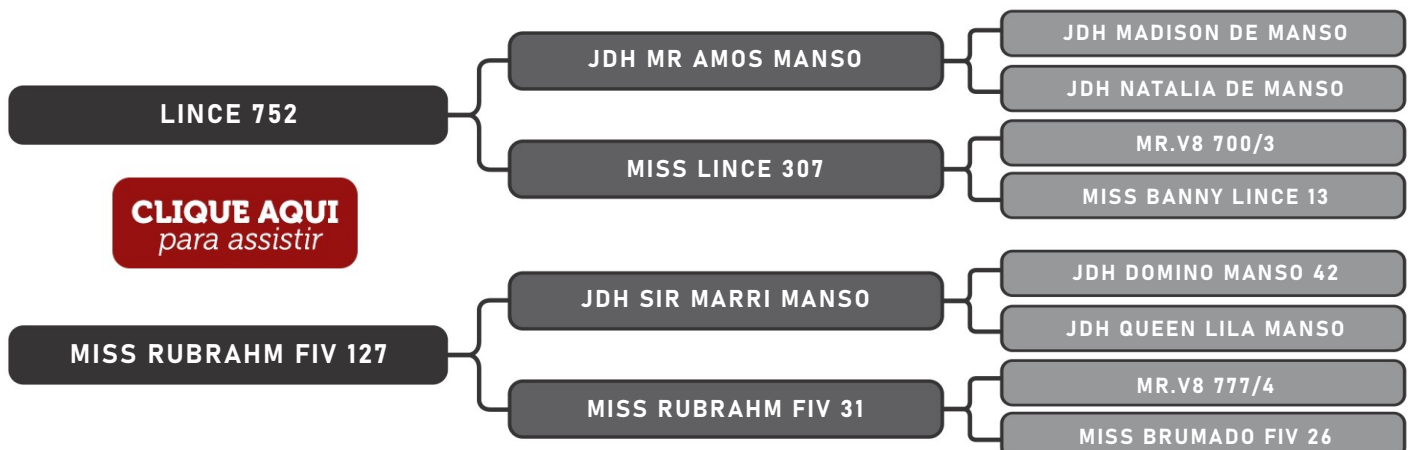 LINCE 752
JDH MR AMOS MANSO
JDH MADISON DE MANSO
JDH NATALIA DE MANSO
MISS LINCE 307
MR.V8 700/3
MISS BANNY LINCE 13
CLIQUE AQUI
para assistir
MISS RUBRAHM FIV 127
JDH SIR MARRI MANSO
JDH DOMINO MANSO 42
JDH QUEEN LILA MANSO
MISS RUBRAHM FIV 31
MR.V8 777/4
MISS BRUMADO FIV 26